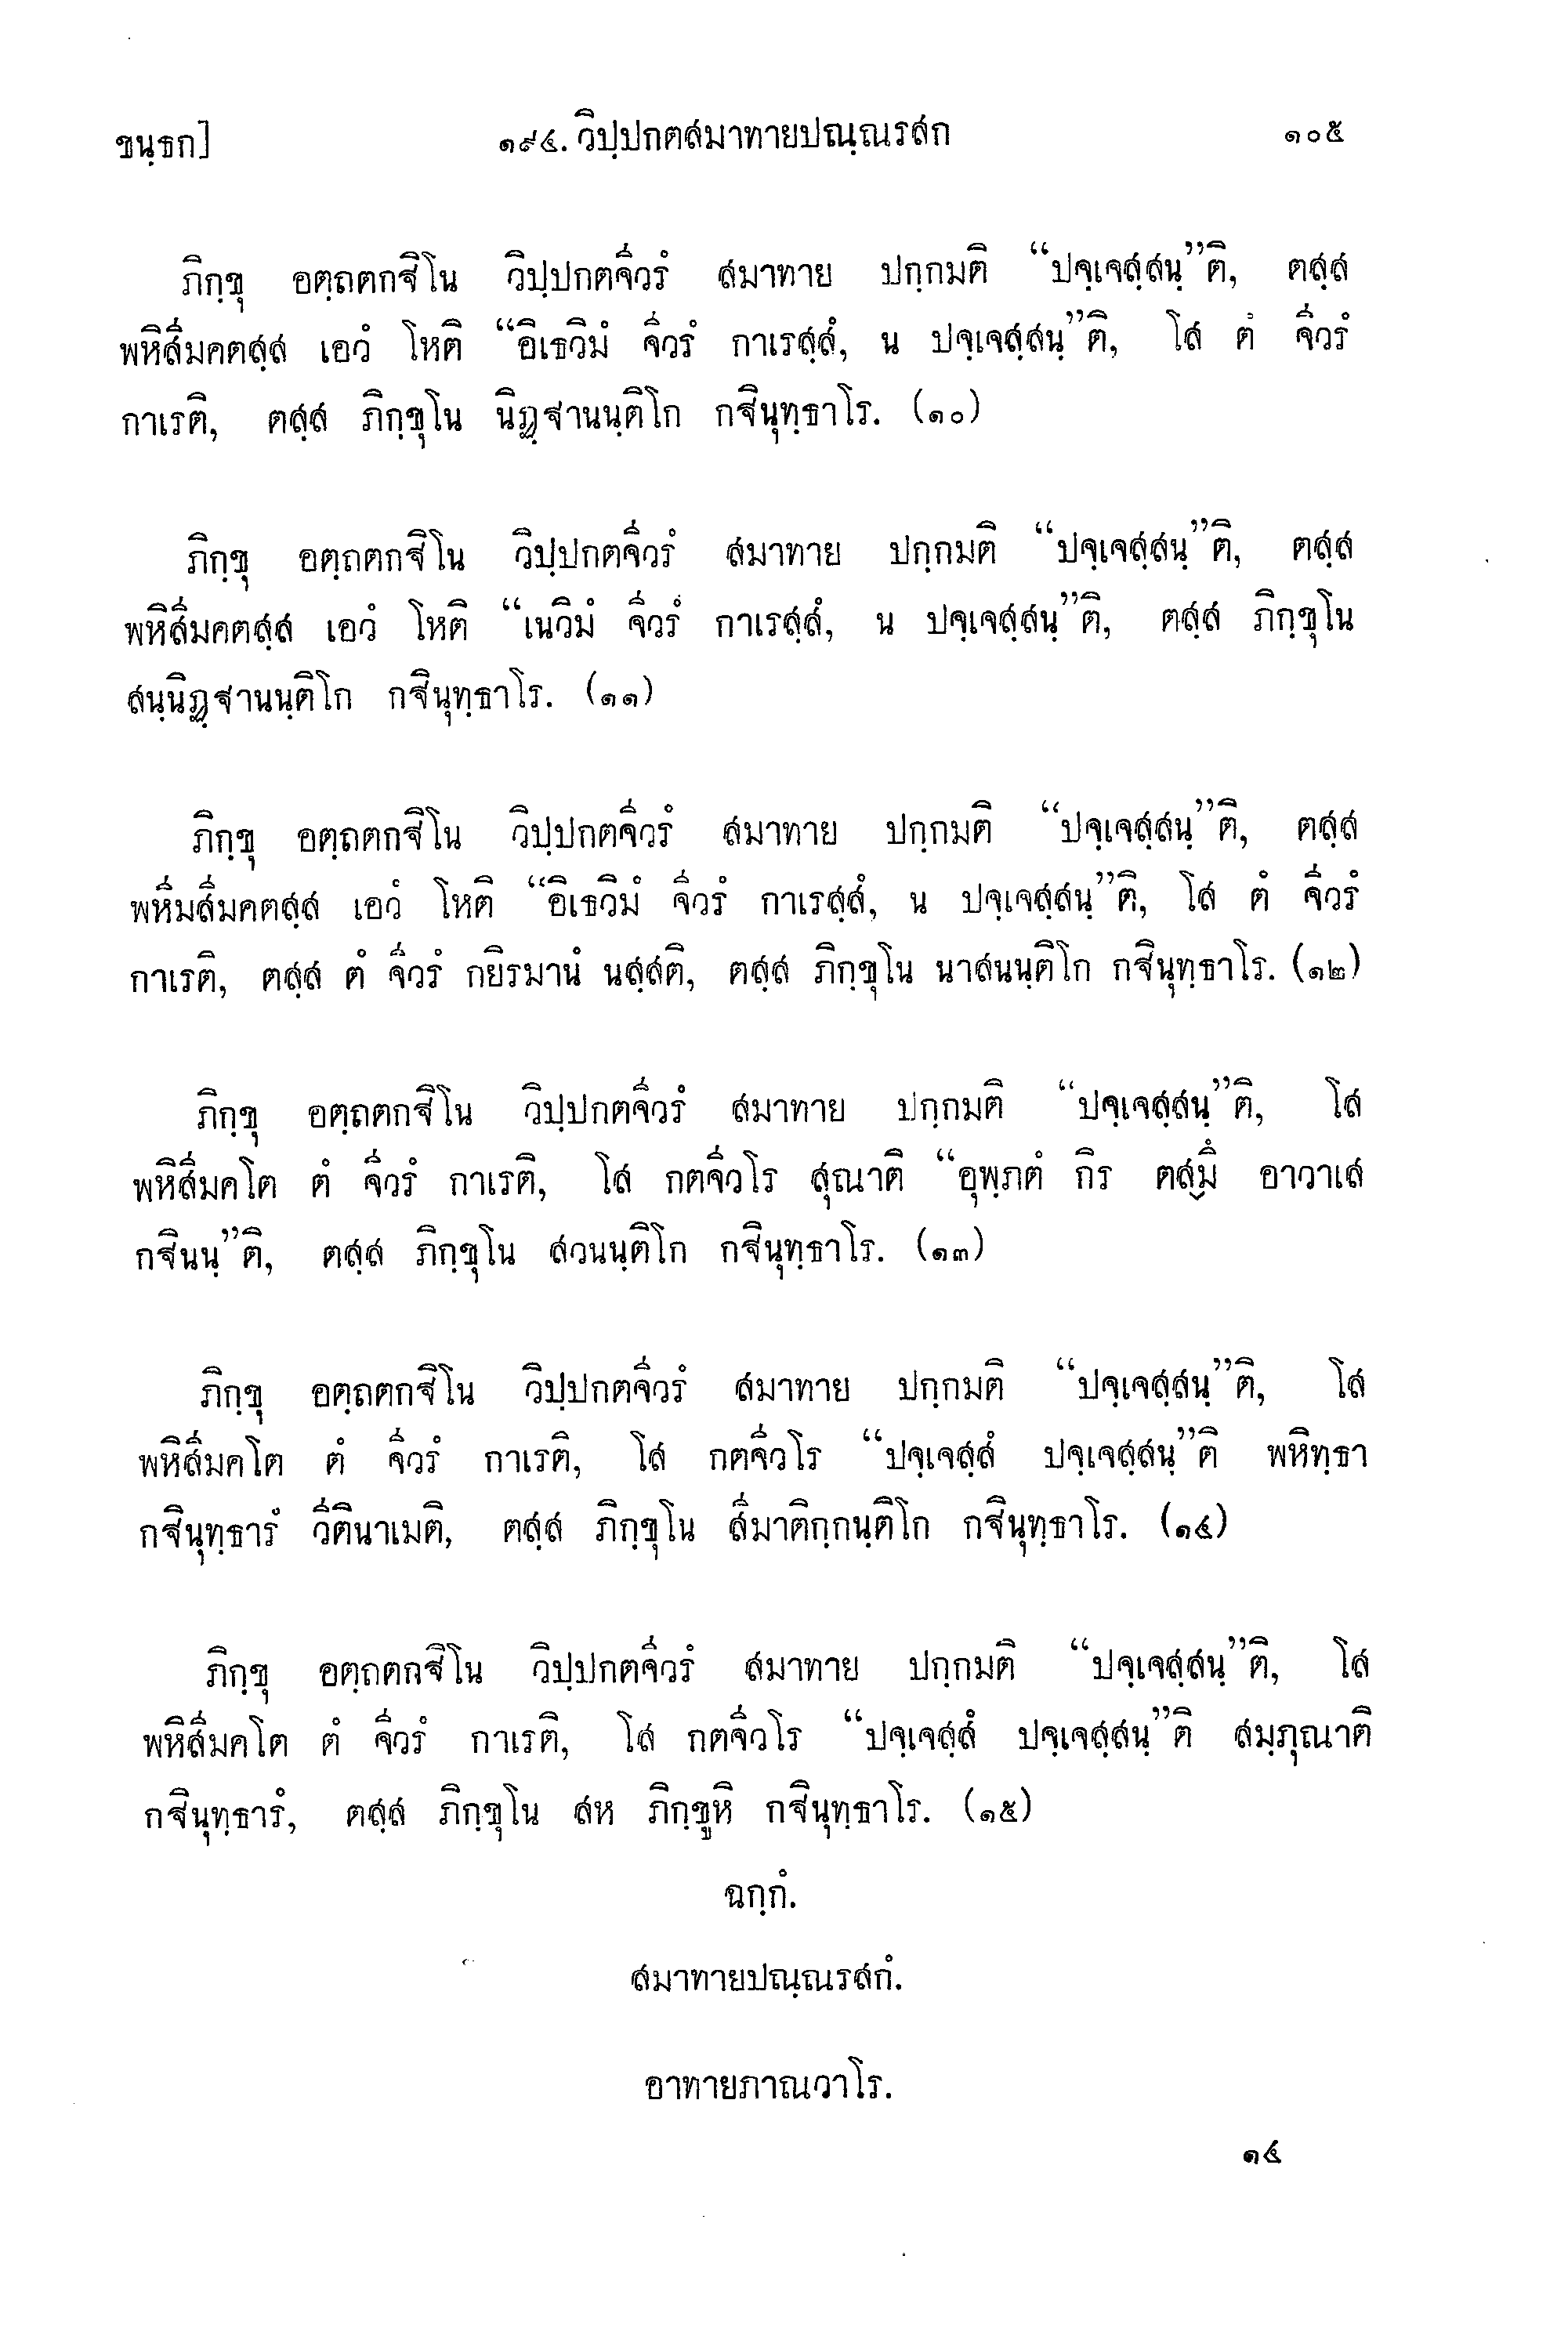 ขนฺธก]
๑๙๔. วิปฺปกตสมาทายปณฺณรสก
๑๐๕
ภิกฺขุ อตฺถตกฐิโน วิปฺปกตจีวรํ สมาทาย ปกฺกมติ “ปจฺเจสฺสนฺ”ติ, ตสฺส
พหิสีมคตสฺส เอวํ โหติ “อิเธวิมํ จีวรํ กาเรสฺสํ, น ปจฺเจสฺสนฺ”ติ, โส ตํ จีวรํ
กาเรติ, ตสฺส ภิกฺขุโน นิฏฺฐานนฺติโก กฐินุทฺธาโร. (๑๐)
ภิกฺขุ อตฺถตกฐิโน วิปฺปกตจีวรํ สมาทาย ปกฺกมติ “ปจฺเจสฺสนฺ”ติ, ตสฺส
พหิสีมคตสฺส เอวํ โหติ “เนวิมํ จีวรํ กาเรสฺสํ, น ปจฺเจสฺสนฺ”ติ, ตสฺส ภิกฺขุโน
สนฺนิฏฺฐานนฺติโก กฐินุทฺธาโร. (๑๑)
ภิกฺขุ อตฺถตกฐิโน วิปฺปกตจีวรํ สมาทาย ปกฺกมติ “ปจฺเจสฺสนฺ”ติ, ตสฺส
พหีมสีมคตสฺส เอวํ โหติ “อิเธวิมํ จีวรํ กาเรสฺสํ, น ปจฺเจสฺสนฺ”ติ, โส ตํ จีวรํ
กาเรติ, ตสฺส ตํ จีวรํ กยิรมานํ นสฺสติ, ตสฺส ภิกฺขุโน นาสนนฺติโก กฐินุทฺธาโร. (๑๒)
ภิกฺขุ อตฺถตกฐิโน วิปฺปกตจีวรํ สมาทาย ปกฺกมติ “ปจฺเจสฺสนฺ”ติ, โส
พหิสีมคโต ตํ จีวรํ กาเรติ, โส กตจีวโร สุณาติ “อุพฺภตํ กิร ตสฺมิํ อาวาเส
กฐินนฺ”ติ, ตสฺส ภิกฺขุโน สวนนฺติโก กฐินุทฺธาโร. (๑๓)
ภิกฺขุ อตฺถตกฐิโน วิปฺปกตจีวรํ สมาทาย ปกฺกมติ “ปจฺเจสฺสนฺ”ติ, โส
พหิสีมคโต ตํ จีวรํ กาเรติ, โส กตจีวโร “ปจฺเจสฺสํ ปจฺเจสฺสนฺ”ติ พหิทฺธา
กฐินุทฺธารํ วีตินาเมติ, ตสฺส ภิกฺขุโน สีมาติกฺกนฺติโก กฐินุทฺธาโร. (๑๔)
ภิกฺขุ อตฺถตกฐิโน วิปฺปกตจีวรํ สมาทาย ปกฺกมติ “ปจฺเจสฺสนฺ”ติ, โส
พหิสีมคโต ตํ จีวรํ กาเรติ, โส กตจีวโร “ปจฺเจสฺสํ ปจฺเจสฺสนฺ”ติ สมฺภุณาติ
กฐินุทฺธารํ, ตสฺส ภิกฺขุโน สห ภิกฺขูหิ กฐินุทฺธาโร. (๑๕)
ฉกฺกํ.
สมาทายปณฺณรสกํ.
อาทายภาณวาโร.
๑๔